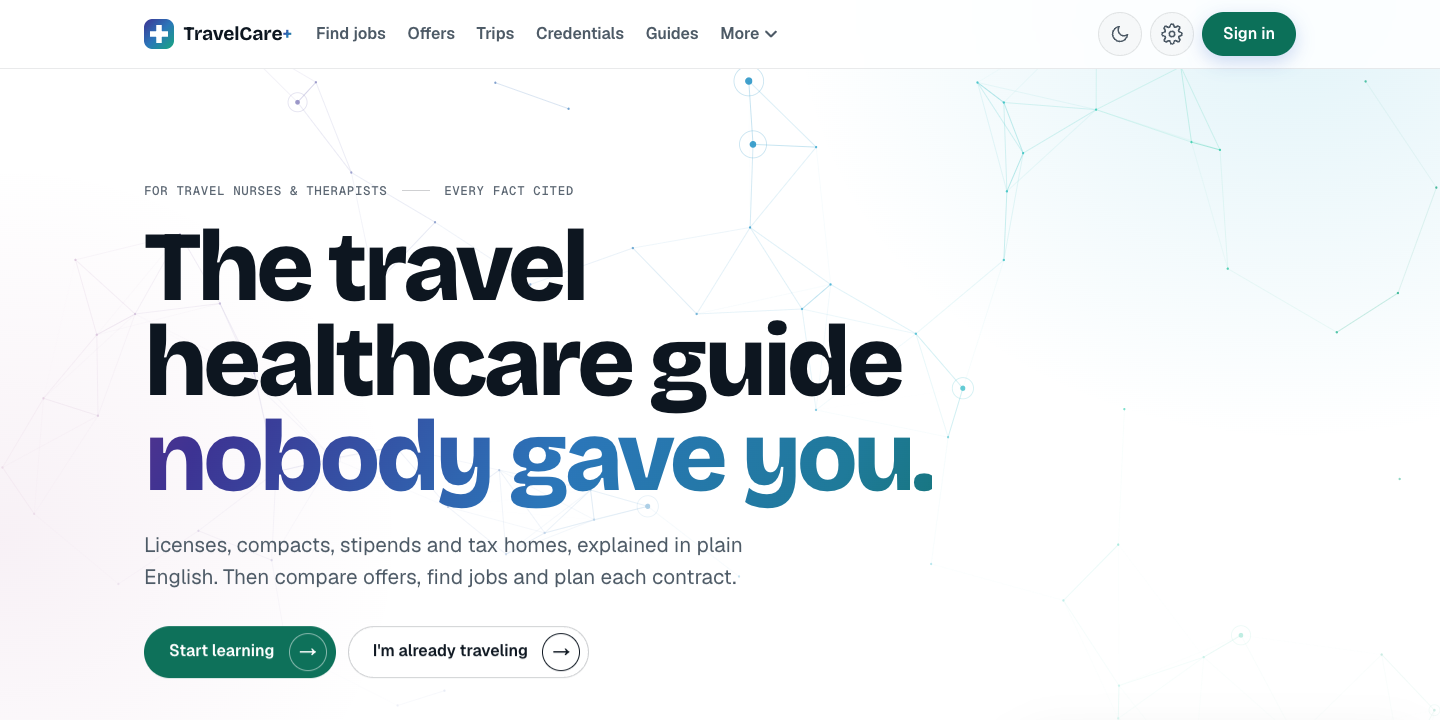 TravelCare+
Find jobs
Offers
Trips
Credentials
Guides
More
Sign in
FOR TRAVEL NURSES & THERAPISTS
EVERY FACT CITED
The travel
healthcare guide
nobody gave you.
Licenses, compacts, stipends and tax homes, explained in plain
English. Then compare offers, find jobs and plan each contract.
Start learning →
I'm already traveling →